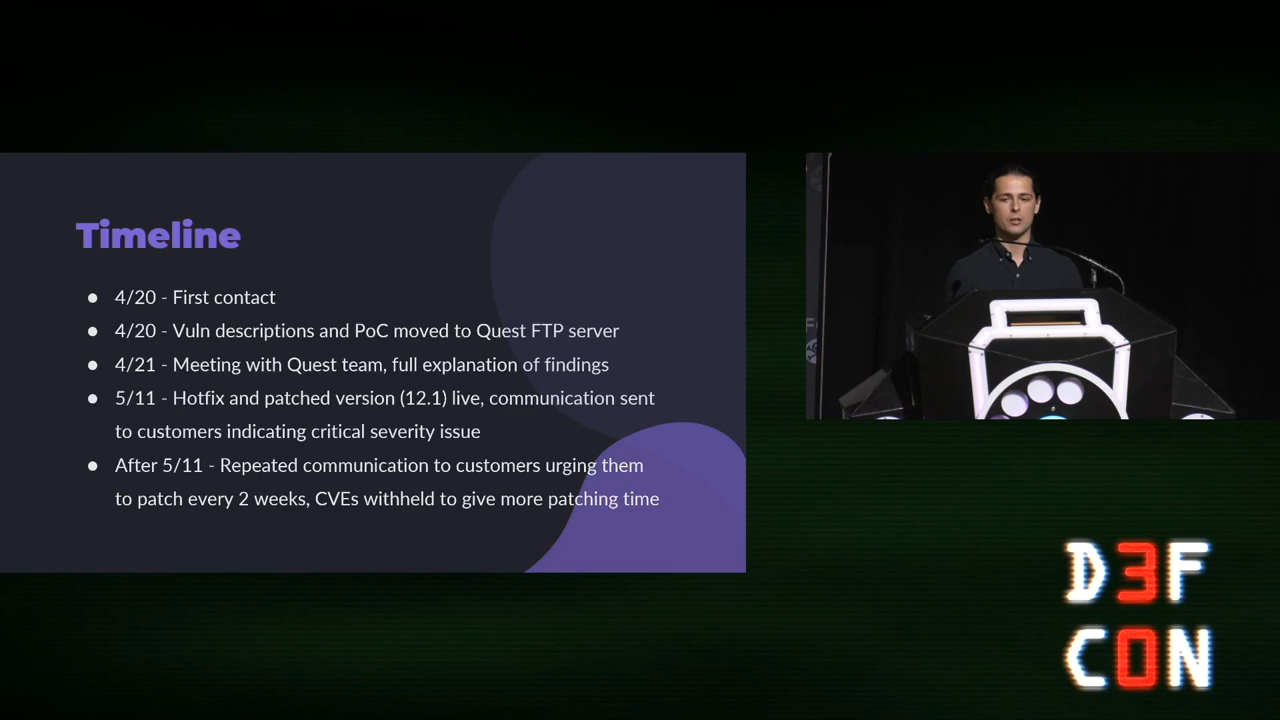 Timeline
● 4/20 - First contact
● 4/20 - Vuln descriptions and PoC moved to Quest FTP server
● 4/21 - Meeting with Quest team, full explanation of findings
● 5/11 - Hotfix and patched version (12.1) live, communication sent
to customers indicating critical severity issue
● After 5/11 - Repeated communication to customers urging them
to patch every 2 weeks, CVEs withheld to give more patching time
D3F
C0N